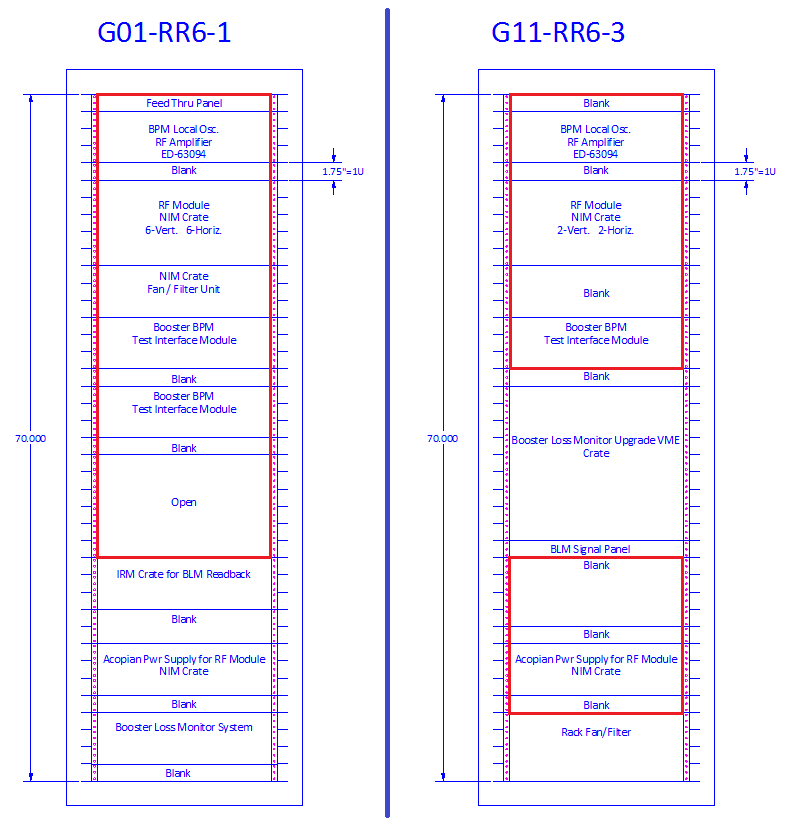 G01-RR6-1
Feed Thru Panel
BPM Local Osc.
RF Amplifier
ED-63094
Blank
1.75"=1U
RF Module
NIM Crate
6-Vert. 6-Horiz.
NIM Crate
Fan / Filter Unit
Booster BPM
Test Interface Module
Blank
Booster BPM
Test Interface Module
70.000
Blank
Open
IRM Crate for BLM Readback
Blank
Acopian Pwr Supply for RF Module
NIM Crate
Blank
Booster Loss Monitor System
Blank
G11-RR6-3
Blank
BPM Local Osc.
RF Amplifier
ED-63094
Blank
1.75"=1U
RF Module
NIM Crate
2-Vert. 2-Horiz.
Blank
Booster BPM
Test Interface Module
Blank
70.000
Booster Loss Monitor Upgrade VME
Crate
BLM Signal Panel
Blank
Blank
Acopian Pwr Supply for RF Module
NIM Crate
Blank
Rack Fan/Filter